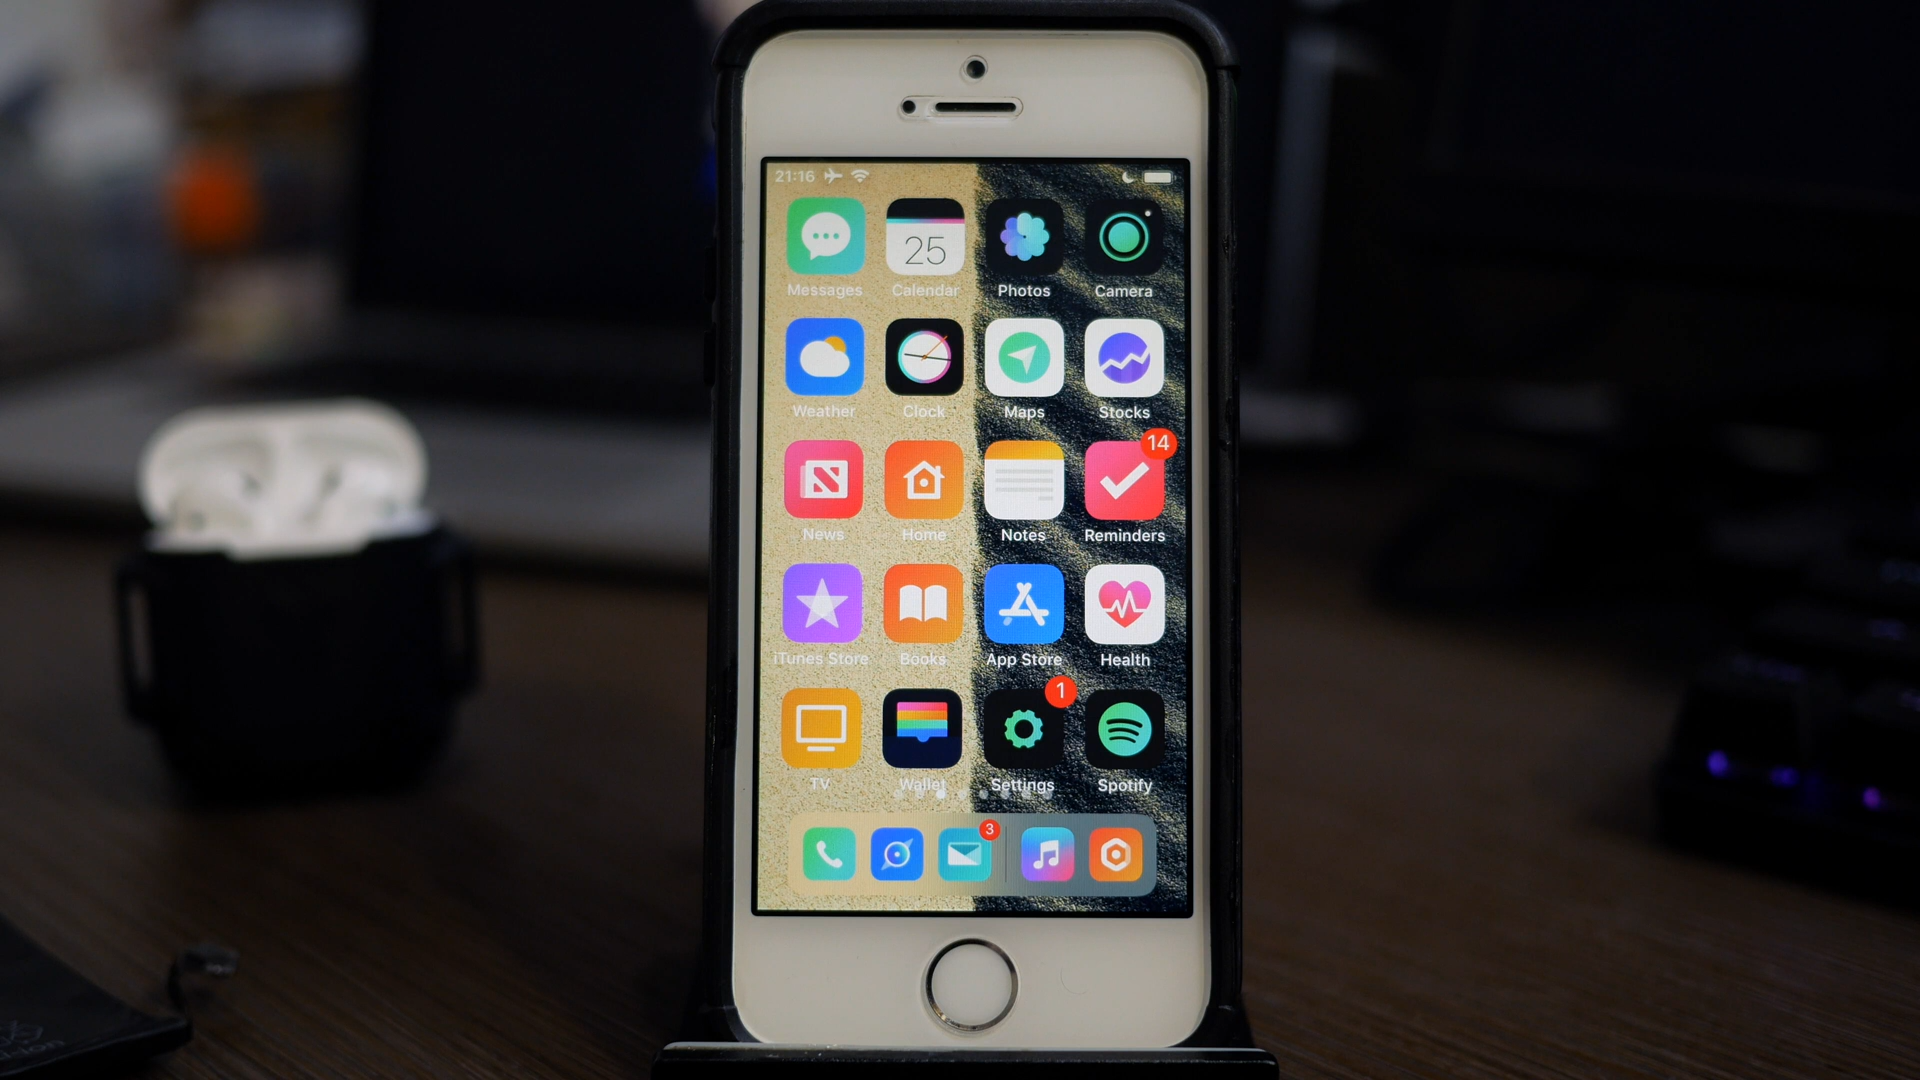 21:16
25
Messages Calendar Photos Camera
Weather Clock Maps Stocks
14
News Home Notes Reminders
iTunes Store Books App Store Health
1
TV Wallet Settings Spotify
3